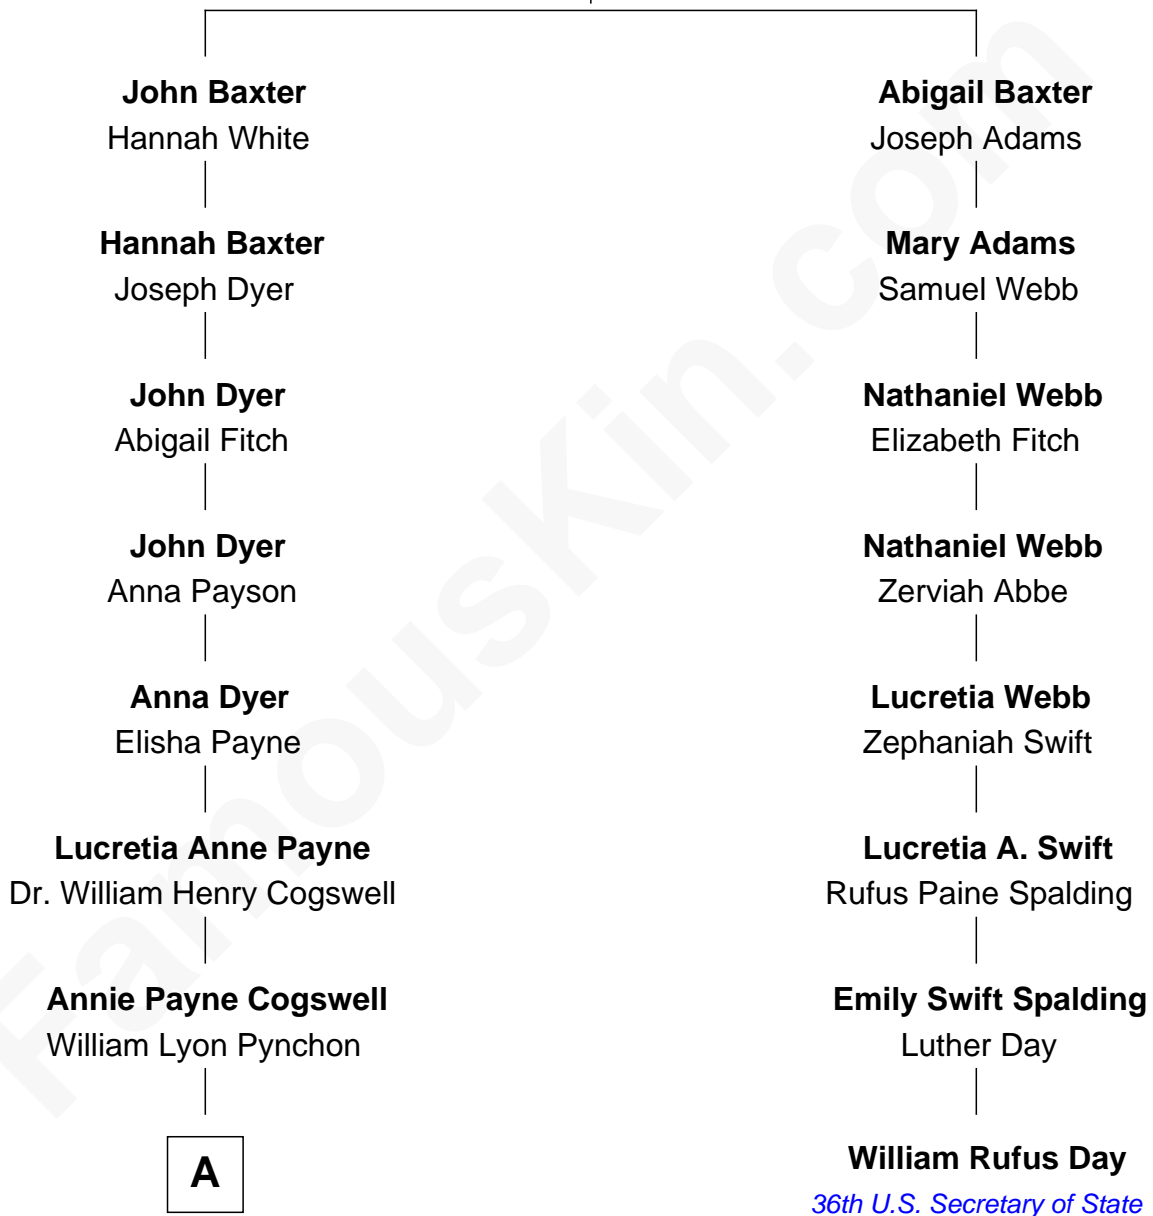 John Baxter
Hannah White
Abigail Baxter
Joseph Adams
Hannah Baxter
Joseph Dyer
Mary Adams
Samuel Webb
John Dyer
Abigail Fitch
Nathaniel Webb
Elizabeth Fitch
John Dyer
Anna Payson
Nathaniel Webb
Zerviah Abbe
Anna Dyer
Elisha Payne
Lucretia Webb
Zephaniah Swift
Lucretia Anne Payne
Dr. William Henry Cogswell
Lucretia A. Swift
Rufus Paine Spalding
Annie Payne Cogswell
William Lyon Pynchon
Emily Swift Spalding
Luther Day
A
William Rufus Day
36th U.S. Secretary of State
FamousKin.com